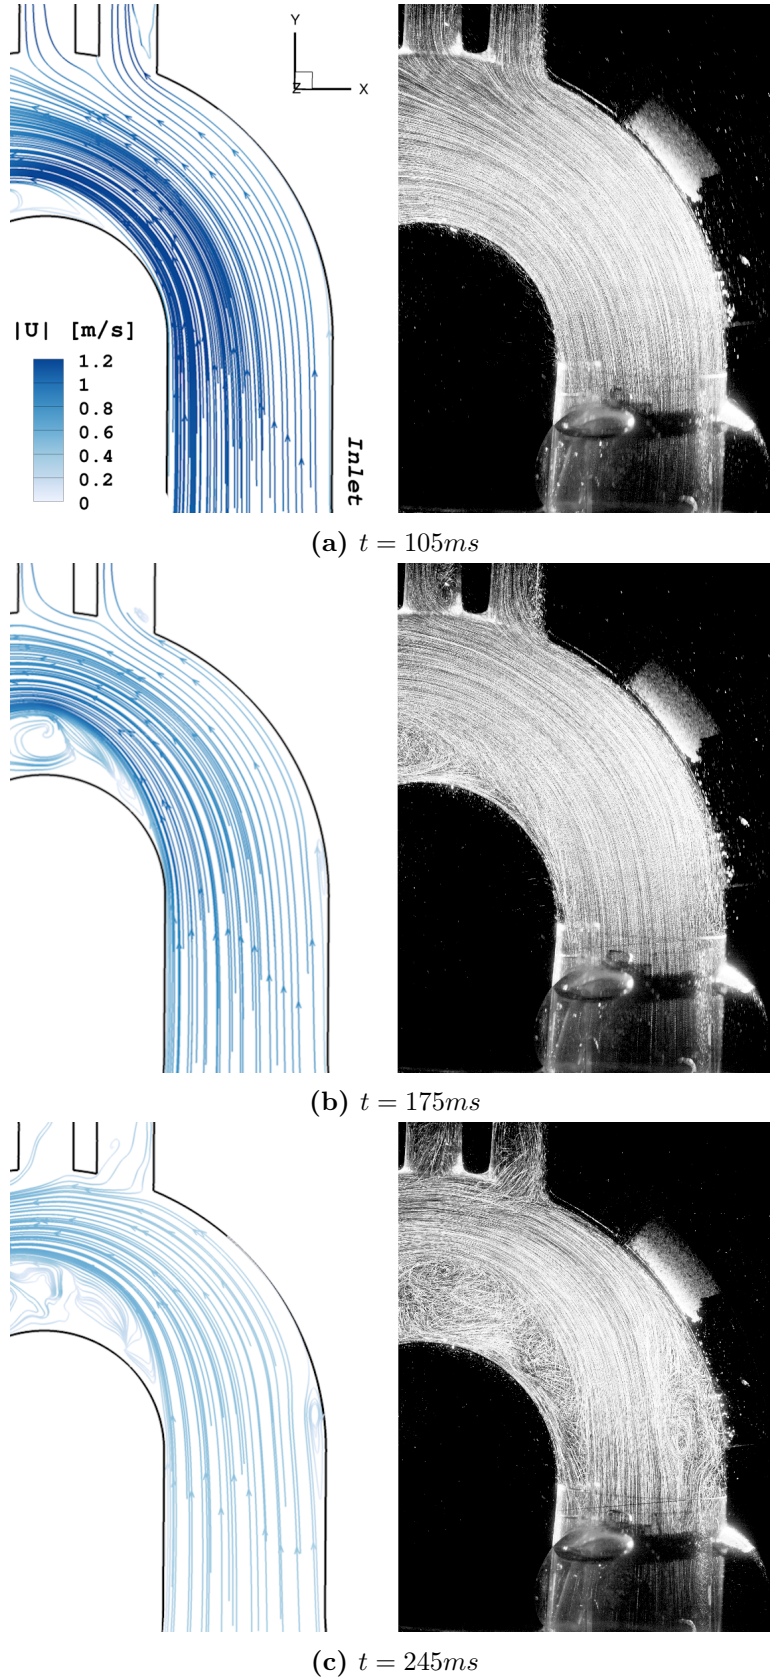 Y
Z
X
|U| [m/s]
1.2
1
0.8
0.6
0.4
0.2
0
Inlet
(a) t = 105ms
(b) t = 175ms
(c) t = 245ms